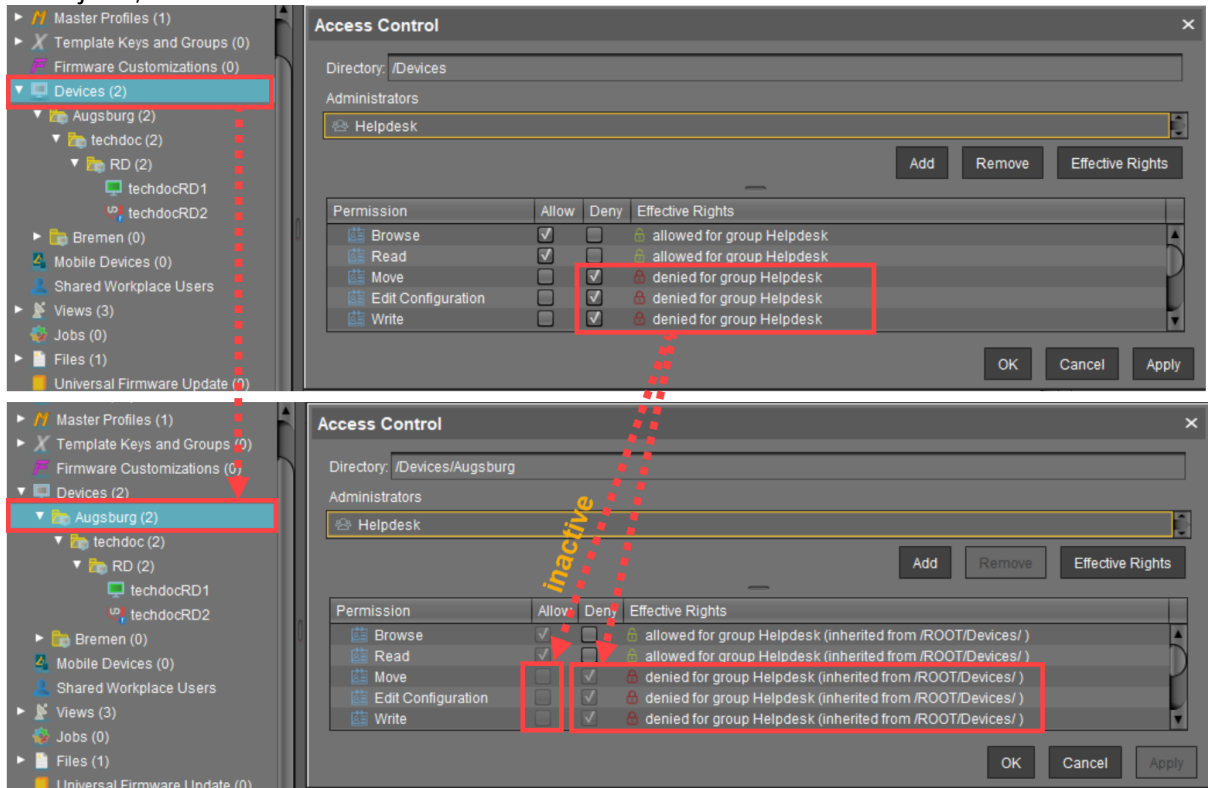 Master Profiles (1)
Template Keys and Groups (0)
Firmware Customizations (0)
Devices (2)
Augsburg (2)
techdoc (2)
RD (2)
techdocRD1
techdocRD2
Bremen (0)
Mobile Devices (0)
Shared Workplace Users
Views (3)
Jobs (0)
Files (1)
Universal Firmware Update (0)
Access Control
Directory: /Devices
Administrators
Helpdesk
Add Remove Effective Rights
Permission Allow Deny Effective Rights
Browse allowed for group Helpdesk
Read allowed for group Helpdesk
Move denied for group Helpdesk
Edit Configuration denied for group Helpdesk
Write denied for group Helpdesk
OK Cancel Apply
Master Profiles (1)
Template Keys and Groups (0)
Firmware Customizations (0)
Devices (2)
Augsburg (2)
techdoc (2)
RD (2)
techdocRD1
techdocRD2
Bremen (0)
Mobile Devices (0)
Shared Workplace Users
Views (3)
Jobs (0)
Files (1)
Universal Firmware Update (0)
Access Control
Directory: /Devices/Augsburg
Administrators
Helpdesk
inactive
Add Remove Effective Rights
Permission Allow Deny Effective Rights
Browse allowed for group Helpdesk (inherited from /ROOT/Devices/ )
Read allowed for group Helpdesk (inherited from /ROOT/Devices/ )
Move denied for group Helpdesk (inherited from /ROOT/Devices/ )
Edit Configuration denied for group Helpdesk (inherited from /ROOT/Devices/ )
Write denied for group Helpdesk (inherited from /ROOT/Devices/ )
OK Cancel Apply